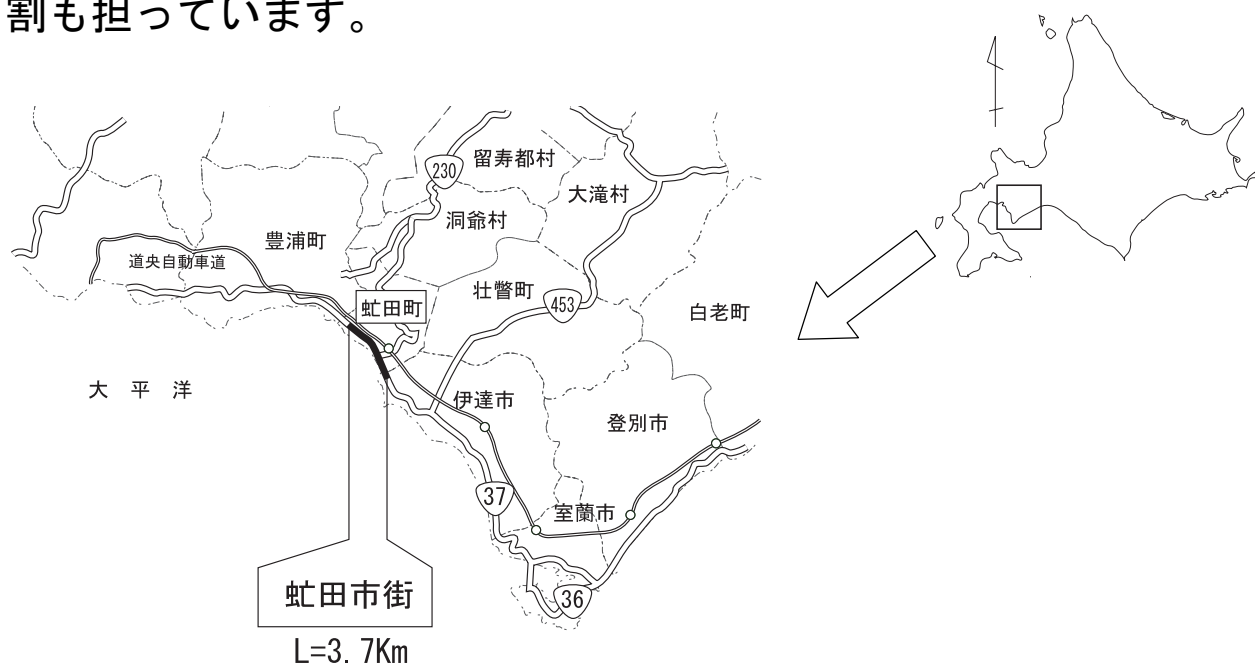 割も担っています。
230
留寿都村
大滝村
洞爺村
豊浦町
道央自動車道
壮瞥町
453
虻田町
白老町
大 平 洋
伊達市
登別市
37
室蘭市
36
虻田市街
L=3.7Km